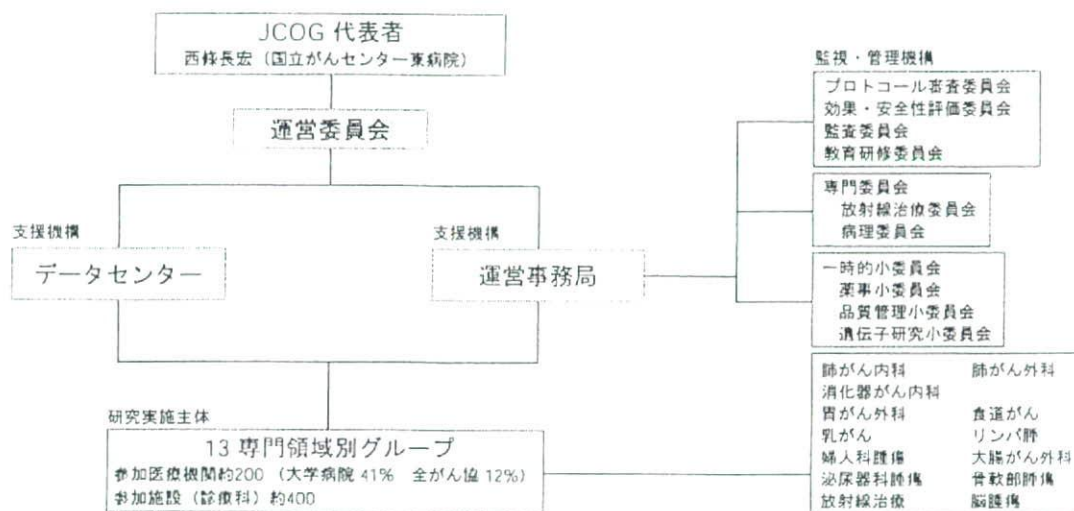 JCOG 代表者
西條長宏（国立がんセンター東病院）
運営委員会
支援機構
データセンター
支援機構
運営事務局
監視・管理機構
プロトコール審査委員会
効果・安全性評価委員会
監査委員会
教育研修委員会
専門委員会
放射線治療委員会
病理委員会
一時的小委員会
薬事小委員会
品質管理小委員会
遺伝子研究小委員会
研究実施主体
13 専門領域別グループ
参加医療機関約200 （大学病院 41%　全がん協 12%）
参加施設（診療科）約400
肺がん内科　肺がん外科
消化器がん内科
胃がん外科　食道がん
乳がん　リンパ腫
婦人科腫瘍　大腸がん外科
泌尿器科腫瘍　骨軟部腫瘍
放射線治療　脳腫瘍